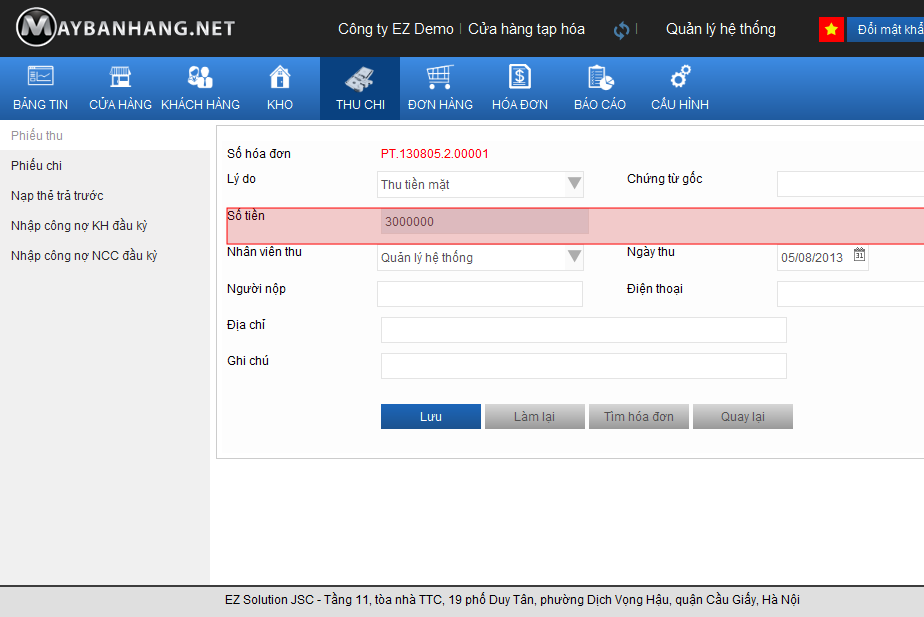 MAYBANHANG.NET
Công ty EZ Demo | Cửa hàng tạp hóa | Quản lý hệ thống
Đổi mật khẩ
BẢNG TIN CỬA HÀNG KHÁCH HÀNG KHO THU CHI ĐƠN HÀNG HÓA ĐƠN BÁO CÁO CẤU HÌNH
Phiếu thu
Phiếu chi
Nạp thẻ trả trước
Nhập công nợ KH đầu kỳ
Nhập công nợ NCC đầu kỳ
Số hóa đơn PT.130805.2.00001
Lý do Thu tiền mặt Chứng từ gốc
Số tiền 3000000
Nhân viên thu Quản lý hệ thống Ngày thu 05/08/2013 31
Người nộp Điện thoại
Địa chỉ
Ghi chú
Lưu Làm lại Tìm hóa đơn Quay lại
EZ Solution JSC - Tầng 11, tòa nhà TTC, 19 phố Duy Tân, phường Dịch Vọng Hậu, quận Cầu Giấy, Hà Nội